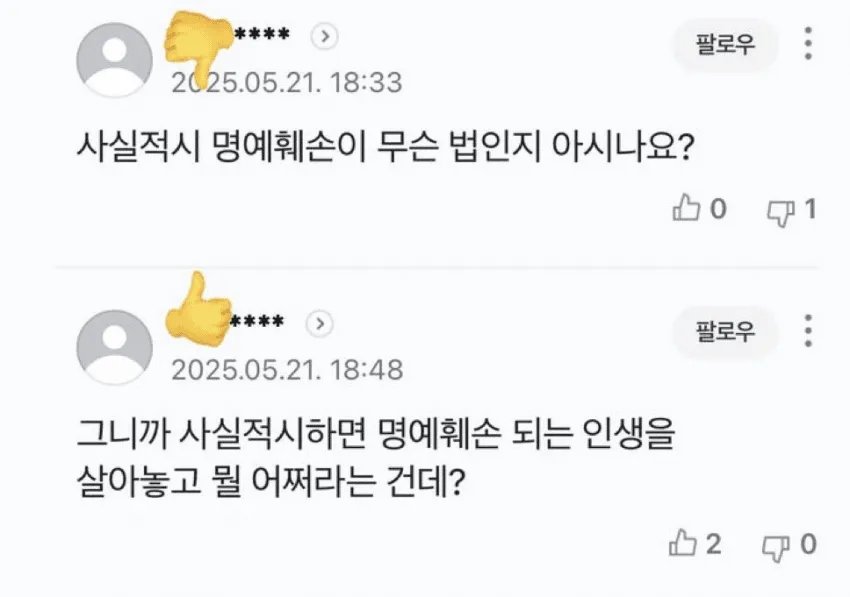 ****
팔로우
2025.05.21. 18:33
사실적시 명예훼손이 무슨 법인지 아시나요?
0 1
****
팔로우
2025.05.21. 18:48
그니까 사실적시하면 명예훼손 되는 인생을
살아놓고 뭘 어쩌라는 건데?
2 0